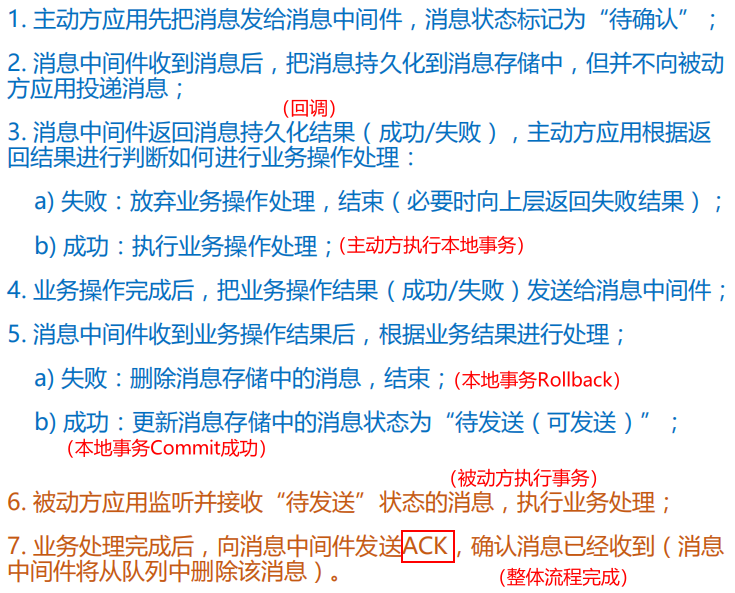 1. 主动方应用先把消息发给消息中间件，消息状态标记为“待确认”；
2. 消息中间件收到消息后，把消息持久化到消息存储中，但并不向被动
方应用投递消息；
（回调）
3. 消息中间件返回消息持久化结果（成功/失败），主动方应用根据返
回结果进行判断如何进行业务操作处理：
a) 失败：放弃业务操作处理，结束（必要时向上层返回失败结果）；
b) 成功：执行业务操作处理；（主动方执行本地事务）
4. 业务操作完成后，把业务操作结果（成功/失败）发送给消息中间件；
5. 消息中间件收到业务操作结果后，根据业务结果进行处理；
a) 失败：删除消息存储中的消息，结束；（本地事务Rollback）
b) 成功：更新消息存储中的消息状态为“待发送（可发送）”；
（本地事务Commit成功）
（被动方执行事务）
6. 被动方应用监听并接收“待发送”状态的消息，执行业务处理；
7. 业务处理完成后，向消息中间件发送ACK，确认消息已经收到（消息
中间件将从队列中删除该消息）。
（整体流程完成）